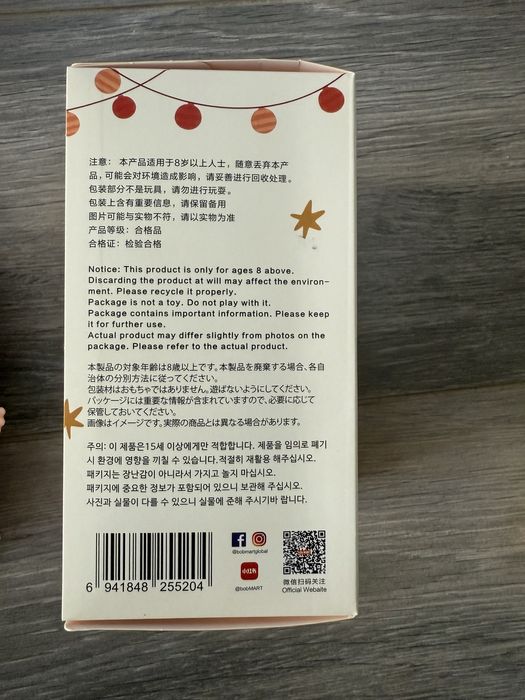 注意： 本产品适用于8岁以上人士，随意丢弃本产
品，可能会对环境造成影响，请妥善进行回收处理。
包装部分不是玩具，请勿进行玩耍。
包装上含有重要信息，请保留备用
图片可能与实物不符，请以实物为准
产品等级：合格品
合格证：检验合格
Notice: This product is only for ages 8 above.
Discarding the product at will may affect the environ-
ment. Please recycle it properly.
Package is not a toy. Do not play with it.
Package contains important information. Please keep
it for further use.
Actual product may differ slightly from photos on the
package. Please refer to the actual product.
本製品の対象年齢は8歳以上です。本製品を廃棄する場合、各自
治体の分別方法に従ってください。
包装材はおもちゃではありません。遊ばないようにしてください。
パッケージには重要な情報が含まれていますので、必要に応じて
保管しておいてください。
画像はイメージです。実際の商品とは異なる場合があります。
주의: 이 제품은15세 이상에게만 적합합니다. 제품을 임의로 폐기
시 환경에 영향을 끼칠 수 있습니다.적절히 재활용 해주십시오.
패키지는 장난감이 아니라서 가지고 놀지 마십시오.
패키지에 중요한 정보가 포함되어 있으니 보관해 주십시오.
사진과 실물이 다를 수 있으니 실물에 준해 주시기바 랍니다.
@bobmartglobal
小红书
@bobMART
微信扫码关注
Official Webaite
6 941848 255204